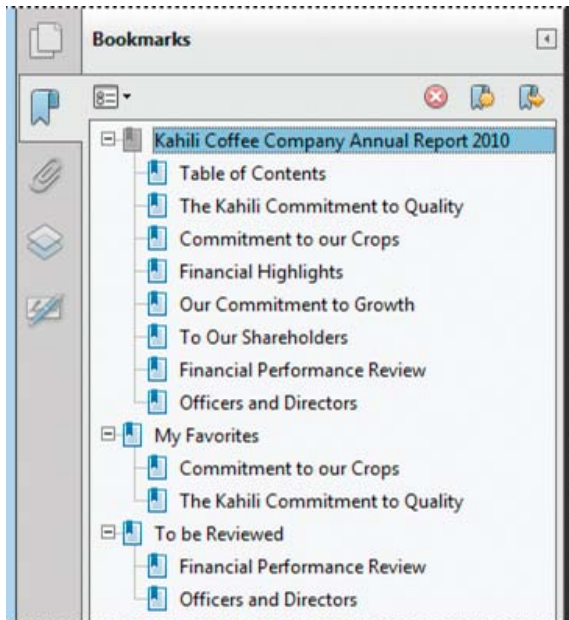 Bookmarks
Kahili Coffee Company Annual Report 2010
Table of Contents
The Kahili Commitment to Quality
Commitment to our Crops
Financial Highlights
Our Commitment to Growth
To Our Shareholders
Financial Performance Review
Officers and Directors
My Favorites
Commitment to our Crops
The Kahili Commitment to Quality
To be Reviewed
Financial Performance Review
Officers and Directors